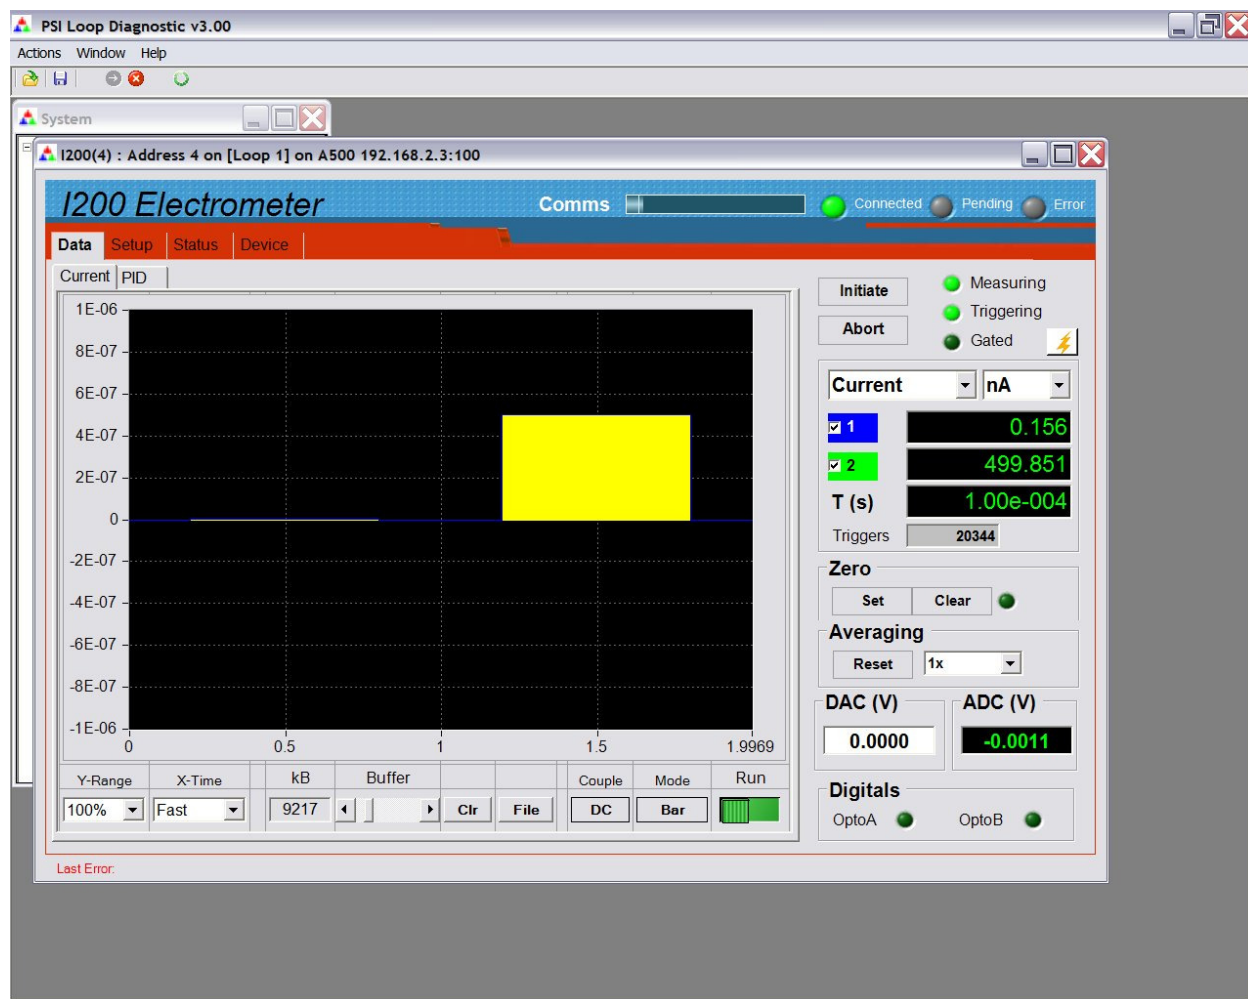 PSI Loop Diagnostic v3.00
Actions Window Help
System
I200(4) : Address 4 on [Loop 1] on A500 192.168.2.3:100
I200 Electrometer
Comms
Connected
Pending
Error
Data Setup Status Device
Current PID
1E-06
8E-07
6E-07
4E-07
2E-07
0
-2E-07
-4E-07
-6E-07
-8E-07
-1E-06
0 0.5 1 1.5 1.9969
Y-Range X-Time kB Buffer Couple Mode Run
100% Fast 9217 Clr File DC Bar
Initiate
Measuring
Triggering
Abort
Gated
Current nA
1 0.156
2 499.851
T (s) 1.00e-004
Triggers 20344
Zero
Set Clear
Averaging
Reset 1x
DAC (V) ADC (V)
0.0000 -0.0011
Digitals
OptoA OptoB
Last Error: